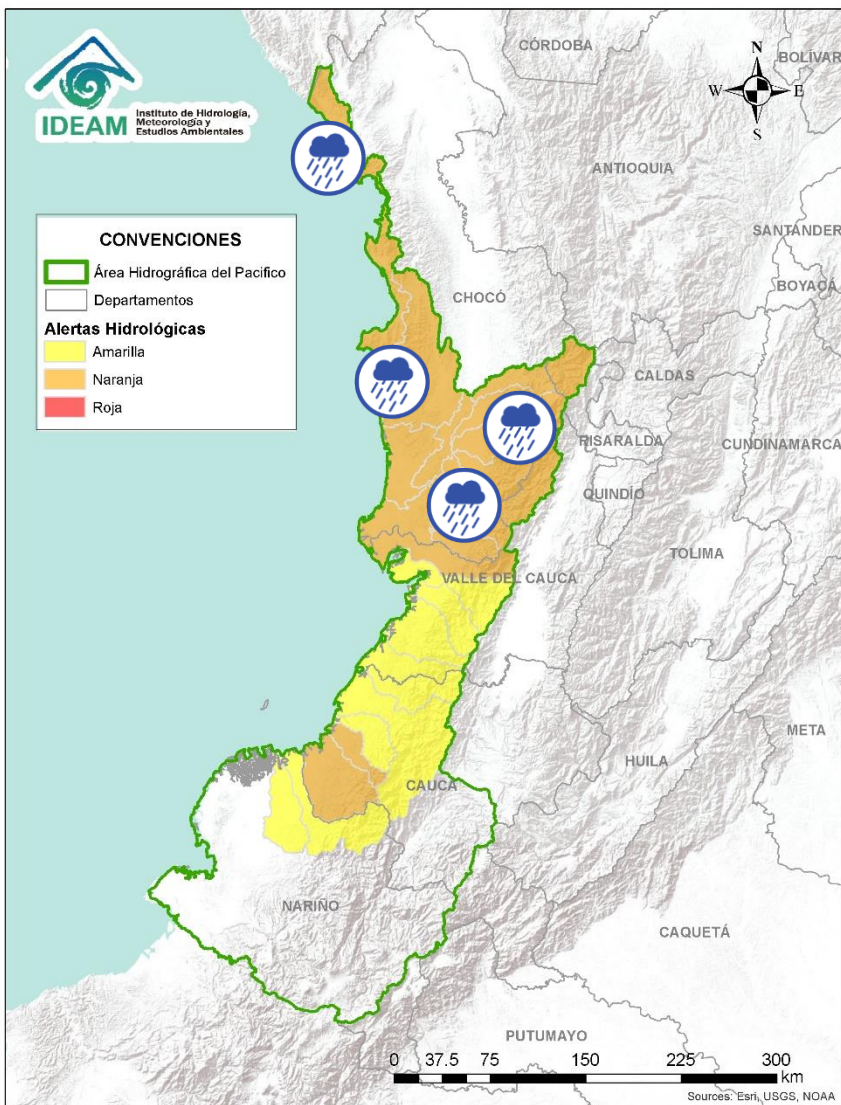 IDEAM
Instituto de Hidrología,
Meteorología y
Estudios Ambientales
CÓRDOBA
BOLÍVAR
N
W
E
S
ANTIOQUIA
SANTANDER
BOYACÁ
CONVENCIONES
Área Hidrográfica del Pacifico
Departamentos
Alertas Hidrológicas
Amarilla
Naranja
Roja
CHOCÓ
CALDAS
RISARALDA
CUNDINAMARCA
QUINDÍO
TOLIMA
VALLE DEL CAUCA
META
HUILA
CAUCA
NARIÑO
CAQUETÁ
PUTUMAYO
0 37.5 75 150 225 300
km
Sources: Esri, USGS, NOAA